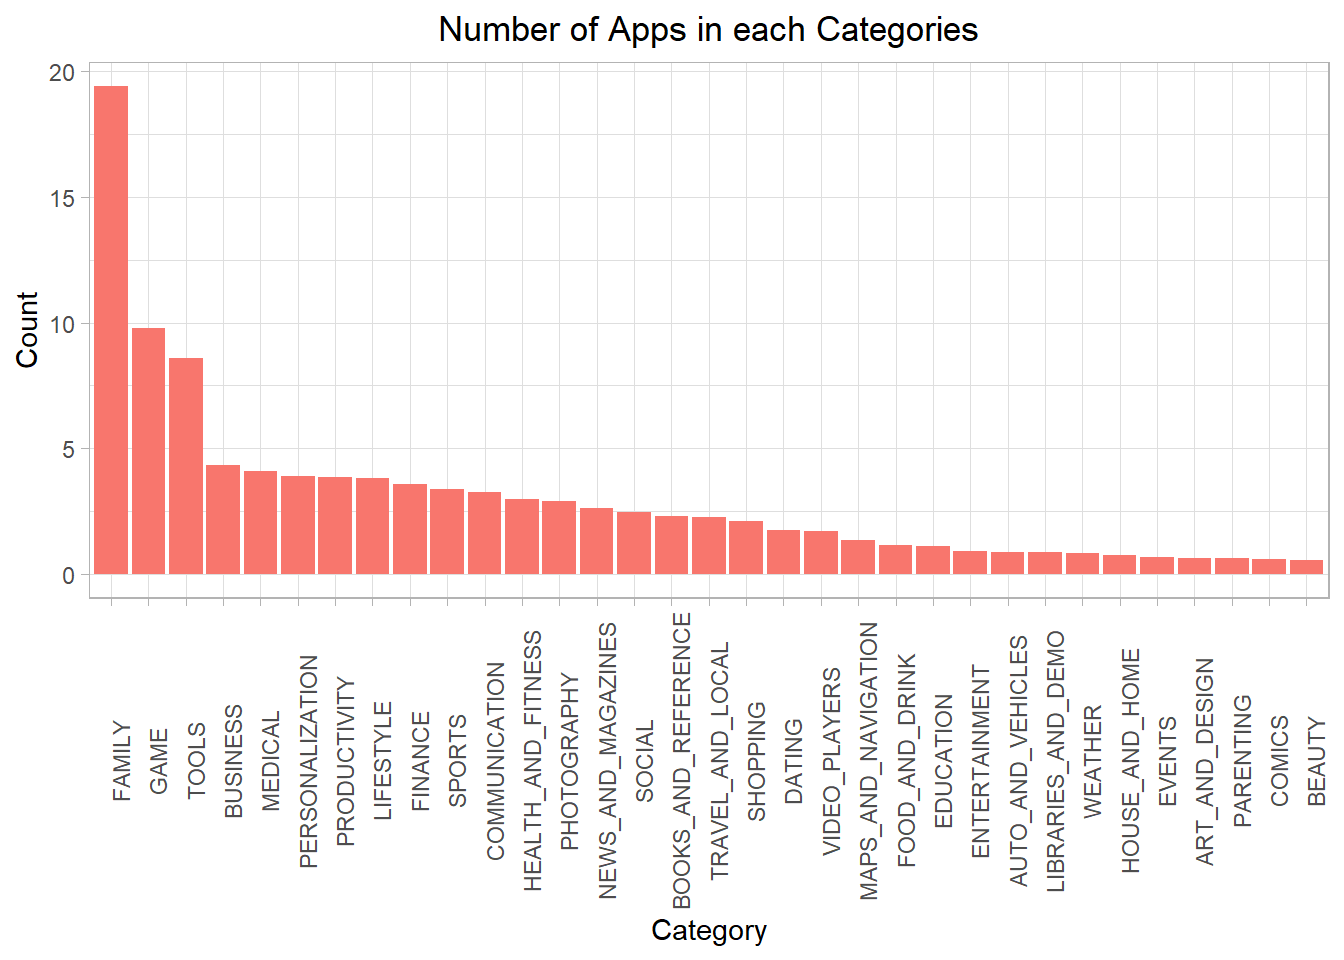 Number of Apps in each Categories
20
15
10
5
0
Count
FAMILY
GAME
TOOLS
BUSINESS
MEDICAL
PERSONALIZATION
PRODUCTIVITY
LIFESTYLE
FINANCE
SPORTS
COMMUNICATION
HEALTH_AND_FITNESS
PHOTOGRAPHY
NEWS_AND_MAGAZINES
SOCIAL
BOOKS_AND_REFERENCE
TRAVEL_AND_LOCAL
SHOPPING
DATING
VIDEO_PLAYERS
MAPS_AND_NAVIGATION
FOOD_AND_DRINK
EDUCATION
ENTERTAINMENT
AUTO_AND_VEHICLES
LIBRARIES_AND_DEMO
WEATHER
HOUSE_AND_HOME
EVENTS
ART_AND_DESIGN
PARENTING
COMICS
BEAUTY
Category